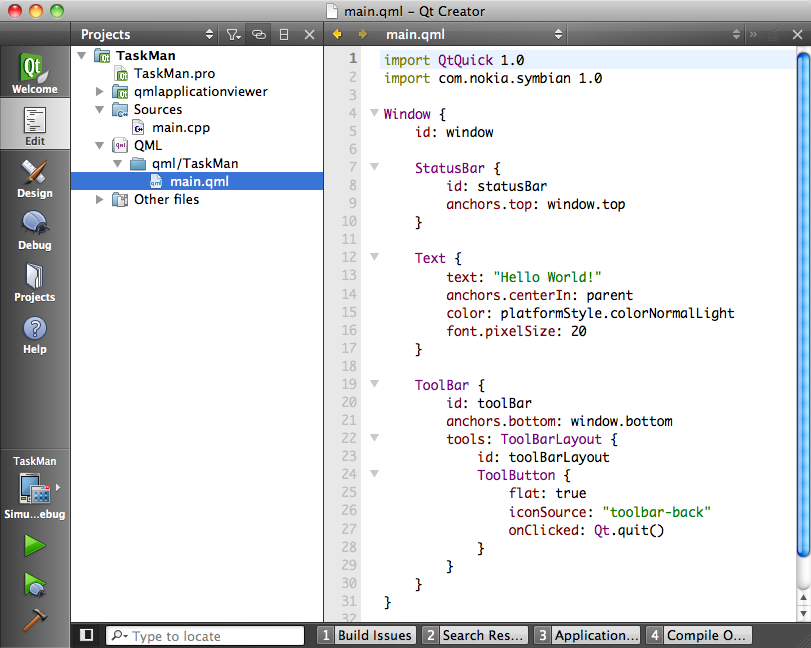 main.qml - Qt Creator
Projects
main.qml
Qt
Welcome
Edit
Design
Debug
Projects
Help
TaskMan
Simu...ebug
TaskMan
TaskMan.pro
qmlapplicationviewer
Sources
main.cpp
QML
qml/TaskMan
main.qml
Other files
1 import QtQuick 1.0
2 import com.nokia.symbian 1.0
3
4 Window {
5 id: window
6
7 StatusBar {
8 id: statusBar
9 anchors.top: window.top
10 }
11
12 Text {
13 text: "Hello World!"
14 anchors.centerIn: parent
15 color: platformStyle.colorNormalLight
16 font.pixelSize: 20
17 }
18
19 ToolBar {
20 id: toolBar
21 anchors.bottom: window.bottom
22 tools: ToolBarLayout {
23 id: toolBarLayout
24 ToolButton {
25 flat: true
26 iconSource: "toolbar-back"
27 onClicked: Qt.quit()
28 }
29 }
30 }
31 }
32
Type to locate
1 Build Issues
2 Search Res...
3 Application...
4 Compile O...